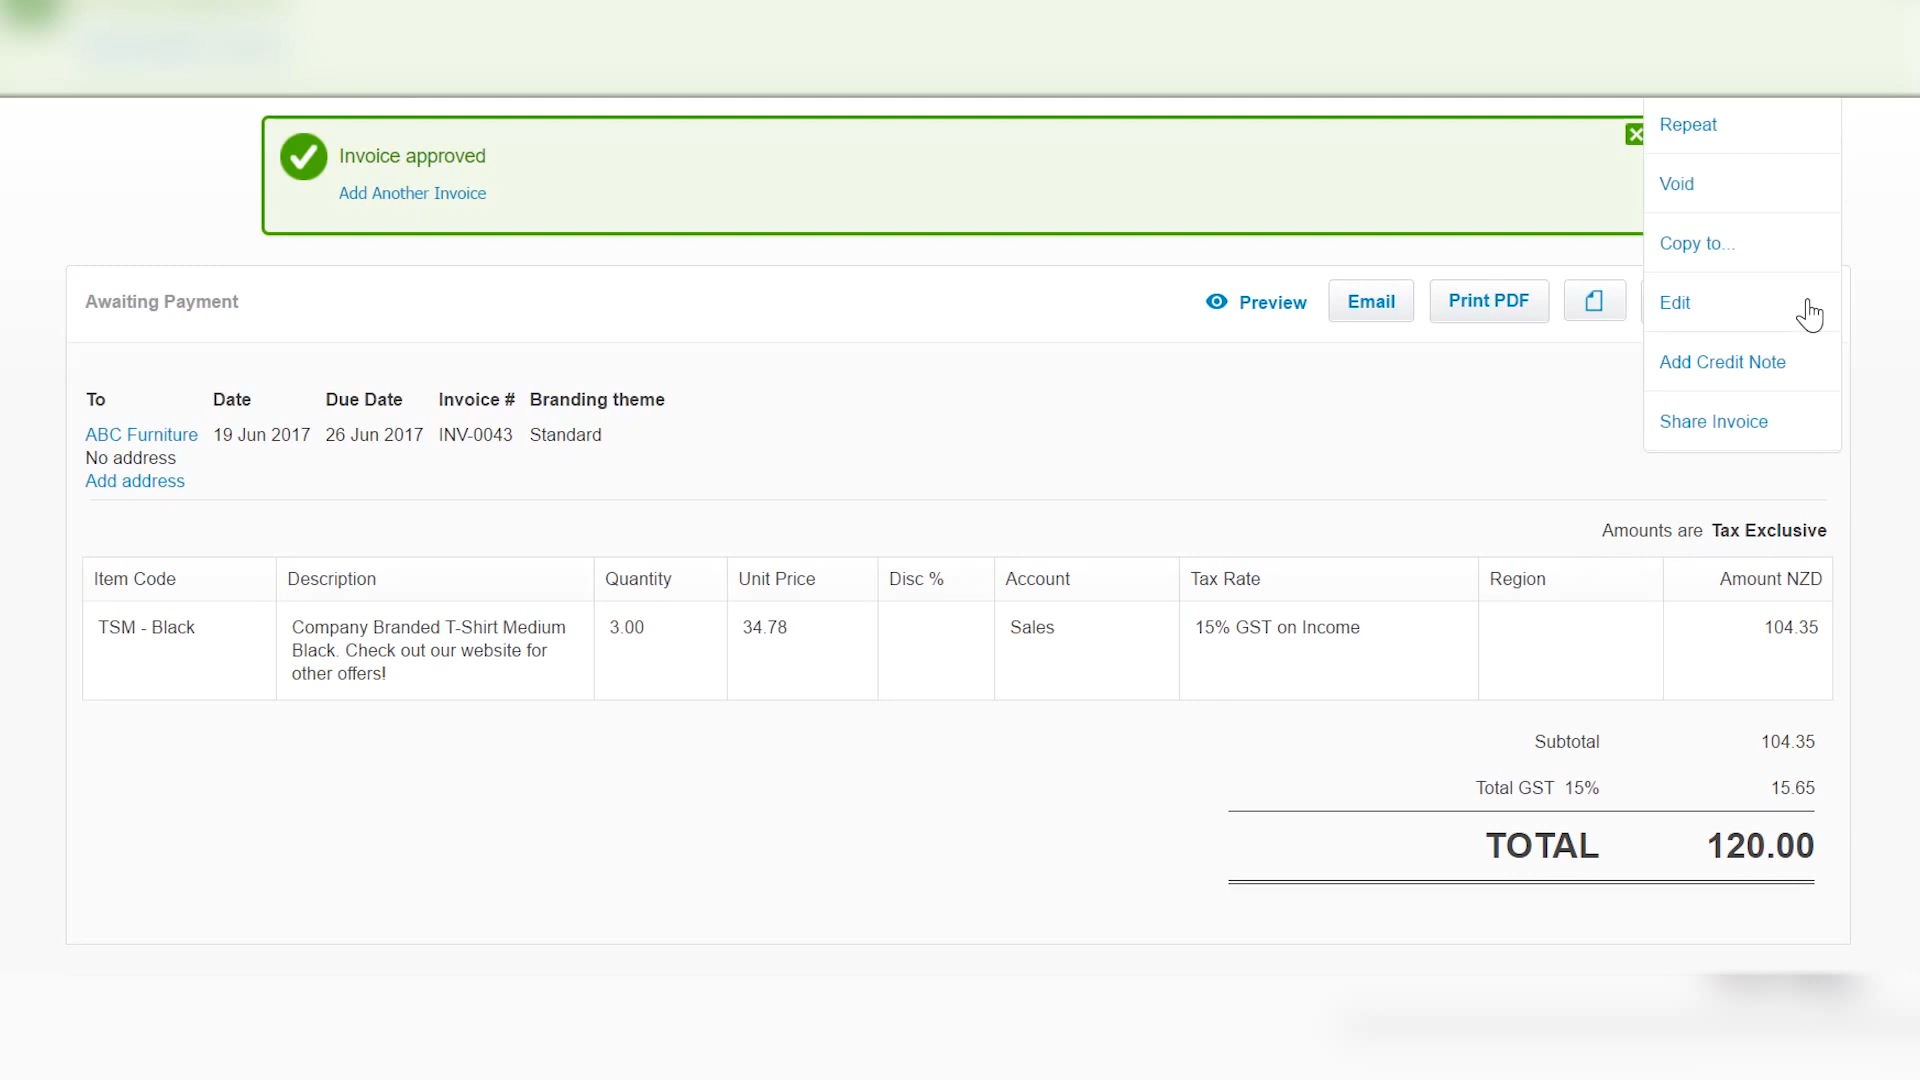 Invoice approved
Add Another Invoice
Repeat
Void
Copy to...
Edit
Add Credit Note
Share Invoice
Awaiting Payment
Preview
Email
Print PDF
To Date Due Date Invoice # Branding theme
ABC Furniture 19 Jun 2017 26 Jun 2017 INV-0043 Standard
No address
Add address
Amounts are Tax Exclusive
Item Code Description Quantity Unit Price Disc % Account Tax Rate Region Amount NZD
TSM - Black Company Branded T-Shirt Medium 3.00 34.78 Sales 15% GST on Income 104.35
Black. Check out our website for
other offers!
Subtotal 104.35
Total GST 15% 15.65
TOTAL 120.00